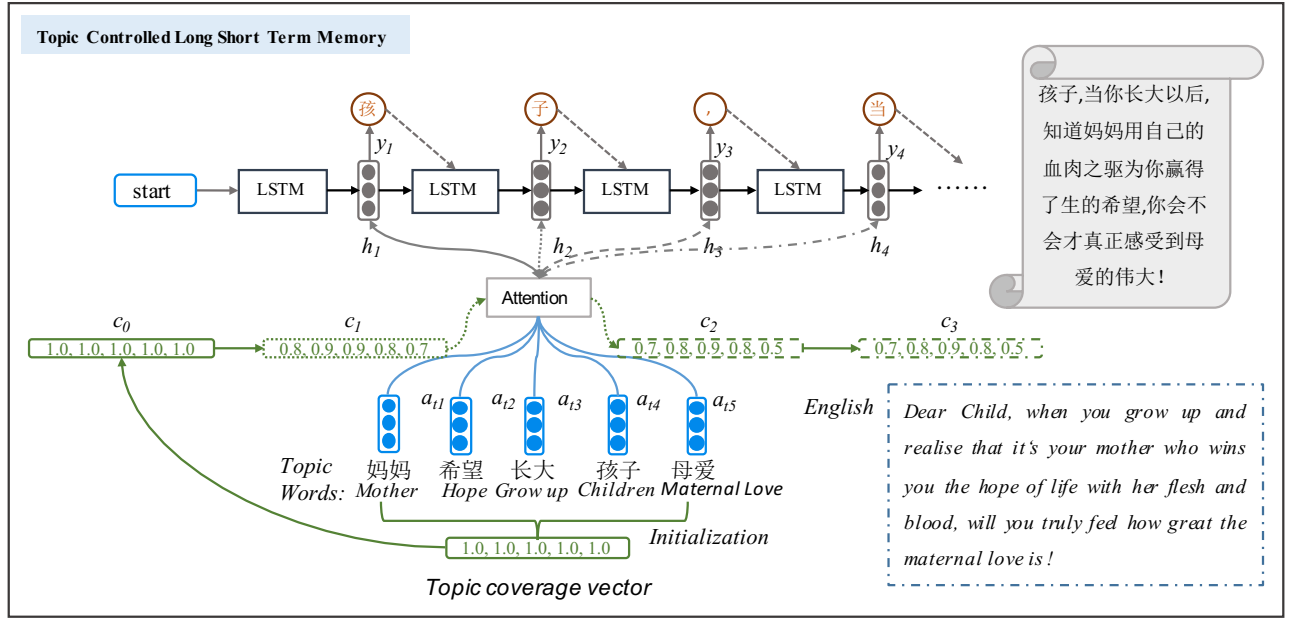 Topic Controlled Long Short Term Memory
孩 子 , 当
y1 y2 y3 y4
start LSTM LSTM LSTM LSTM ······
h1 h2 h3 h4
孩子,当你长大以后,
知道妈妈用自己的
血肉之驱为你赢得
了生的希望,你会不
会才真正感受到母
爱的伟大!
Attention
c0 c1 c2 c3
1.0, 1.0, 1.0, 1.0, 1.0
0.8, 0.9, 0.9, 0.8, 0.7
0.7, 0.8, 0.9, 0.8, 0.5
0.7, 0.8, 0.9, 0.8, 0.5
at1 at2 at3 at4 at5
Topic Words:
妈妈 希望 长大 孩子 母爱
Mother Hope Grow up Children Maternal Love
Initialization
1.0, 1.0, 1.0, 1.0, 1.0
Topic coverage vector
English
Dear Child, when you grow up and
realise that it's your mother who wins
you the hope of life with her flesh and
blood, will you truly feel how great the
maternal love is!